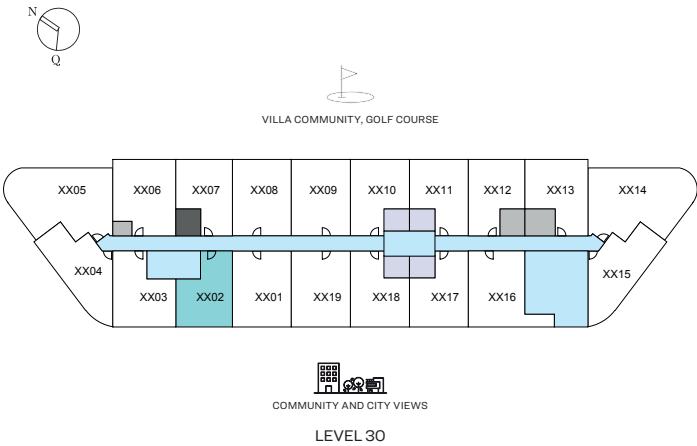 N
Q
VILLA COMMUNITY, GOLF COURSE
XX05 XX06 XX07 XX08 XX09 XX10 XX11 XX12 XX13 XX14
XX04 XX03 XX02 XX01 XX19 XX18 XX17 XX16 XX15
COMMUNITY AND CITY VIEWS
LEVEL 30